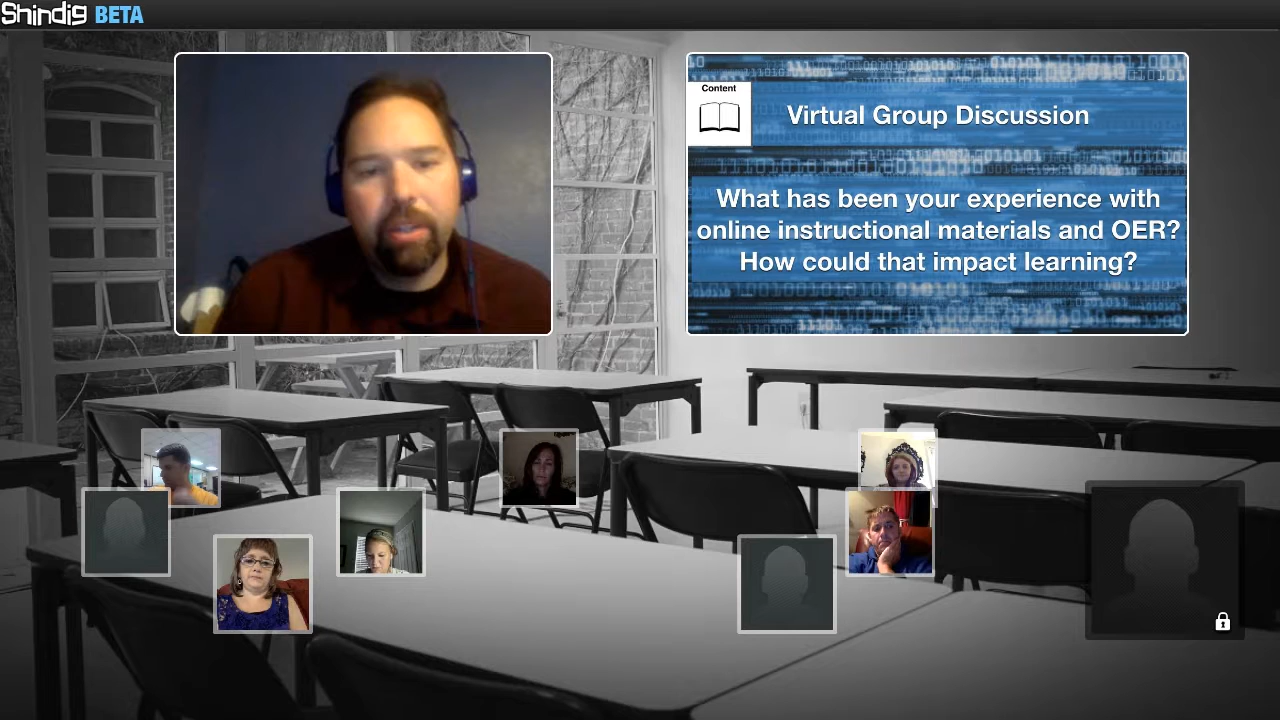 Shindig BETA
Content
Virtual Group Discussion
What has been your experience with
online instructional materials and OER?
How could that impact learning?